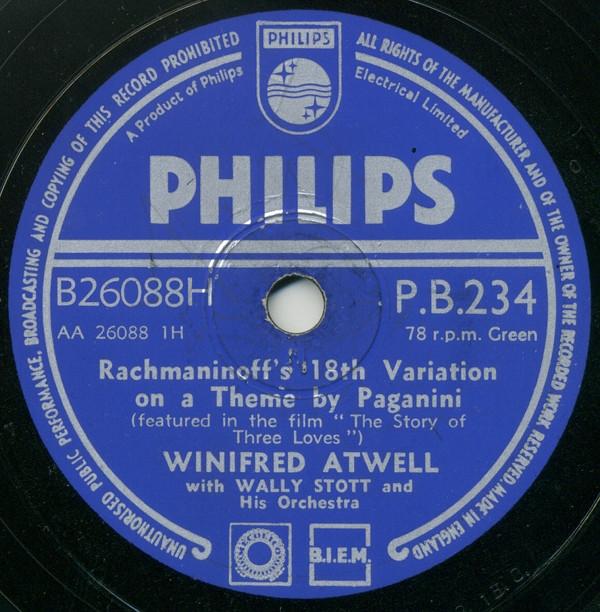 PHILIPS
UNAUTHORISED PUBLIC PERFORMANCE, BROADCASTING AND COPYING OF THIS RECORD PROHIBITED
ALL RIGHTS OF THE MANUFACTURER AND OF THE OWNER OF THE RECORDED WORK RESERVED. MADE IN ENGLAND
A Product of Philips Electrical Limited
PHILIPS
B26088H
P.B.234
AA 26088 1H
78 r.p.m. Green
Rachmaninoff's 18th Variation
on a Theme by Paganini
(featured in the film "The Story of
Three Loves")
WINIFRED ATWELL
with WALLY STOTT and
His Orchestra
B.I.E.M.